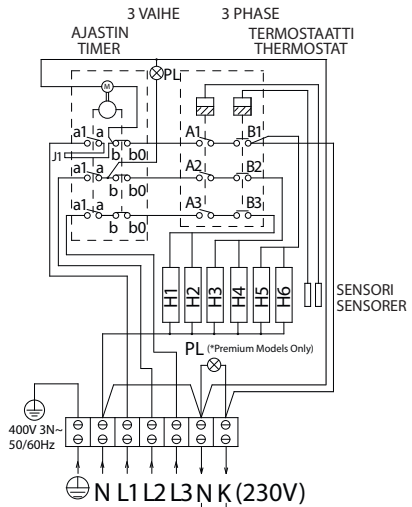 3 VAIHE 3 PHASE
AJASTIN TERMOSTAATTI
TIMER THERMOSTAT
PL
M
a1 a A1 B1
J1 b b0
a1 a A2 B2
b b0
a1 a A3 B3
b b0
H1 H2 H3 H4 H5 H6
SENSORI
SENSORER
PL (*Premium Models Only)
400V 3N~
50/60Hz
N L1 L2 L3 N K (230V)